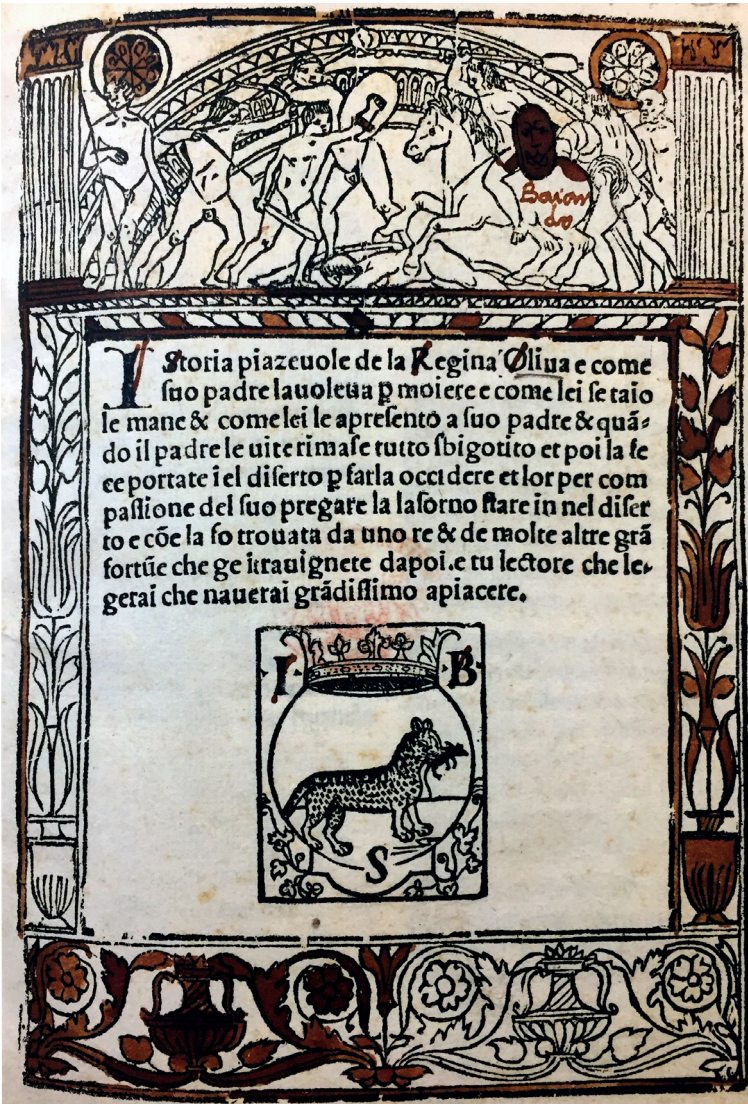 Boiardo
IStoria piazeuole de la Regina Oliua e come
suo padre lauoleua ꝑ moiere e come lei se taio
le mane & come lei le apresento a suo padre & quã-
do il padre le uite rimase tutto sbigotito et poi la fe
ce portate i el diserto ꝑ farla occidere et lor per com
passione del suo pregare la lasorno stare in nel diser
to e cõe la fo trouata da uno re & de molte altre grã
fortũe che ge itrauignete dapoi.e tu lectore che le-
gerai che nauerai grãdissimo apiacere.
I B
S